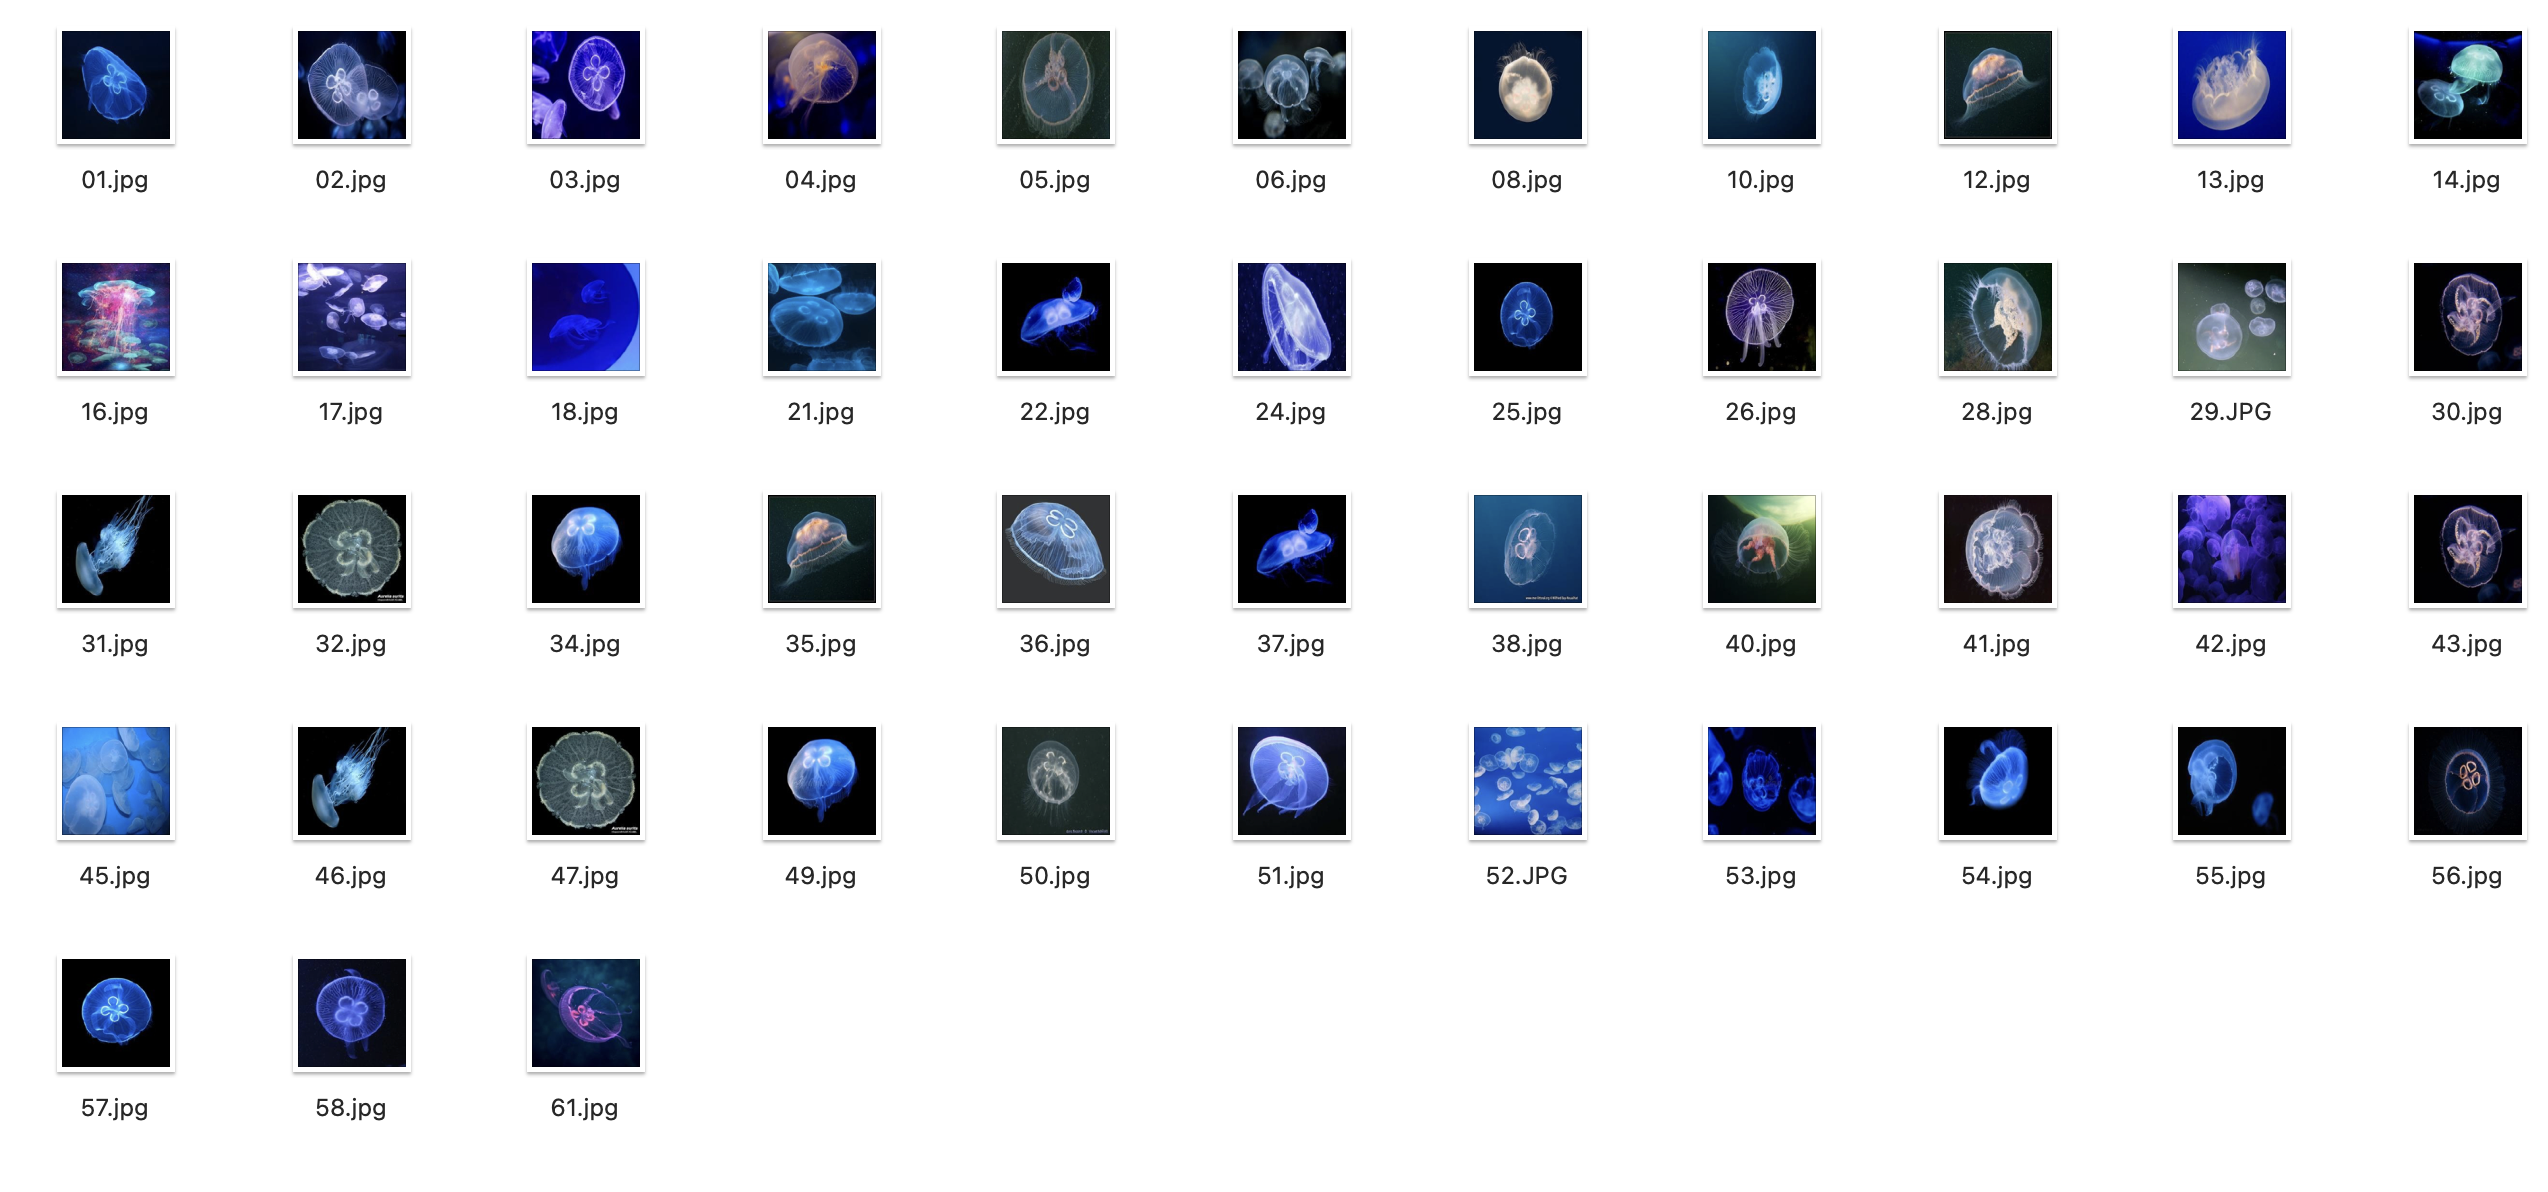 01.jpg 02.jpg 03.jpg 04.jpg 05.jpg 06.jpg 08.jpg 10.jpg 12.jpg 13.jpg 14.jpg
16.jpg 17.jpg 18.jpg 21.jpg 22.jpg 24.jpg 25.jpg 26.jpg 28.jpg 29.JPG 30.jpg
Aurelia aurita
31.jpg 32.jpg 34.jpg 35.jpg 36.jpg 37.jpg 38.jpg 40.jpg 41.jpg 42.jpg 43.jpg
Aurelia aurita
45.jpg 46.jpg 47.jpg 49.jpg 50.jpg 51.jpg 52.JPG 53.jpg 54.jpg 55.jpg 56.jpg
57.jpg 58.jpg 61.jpg